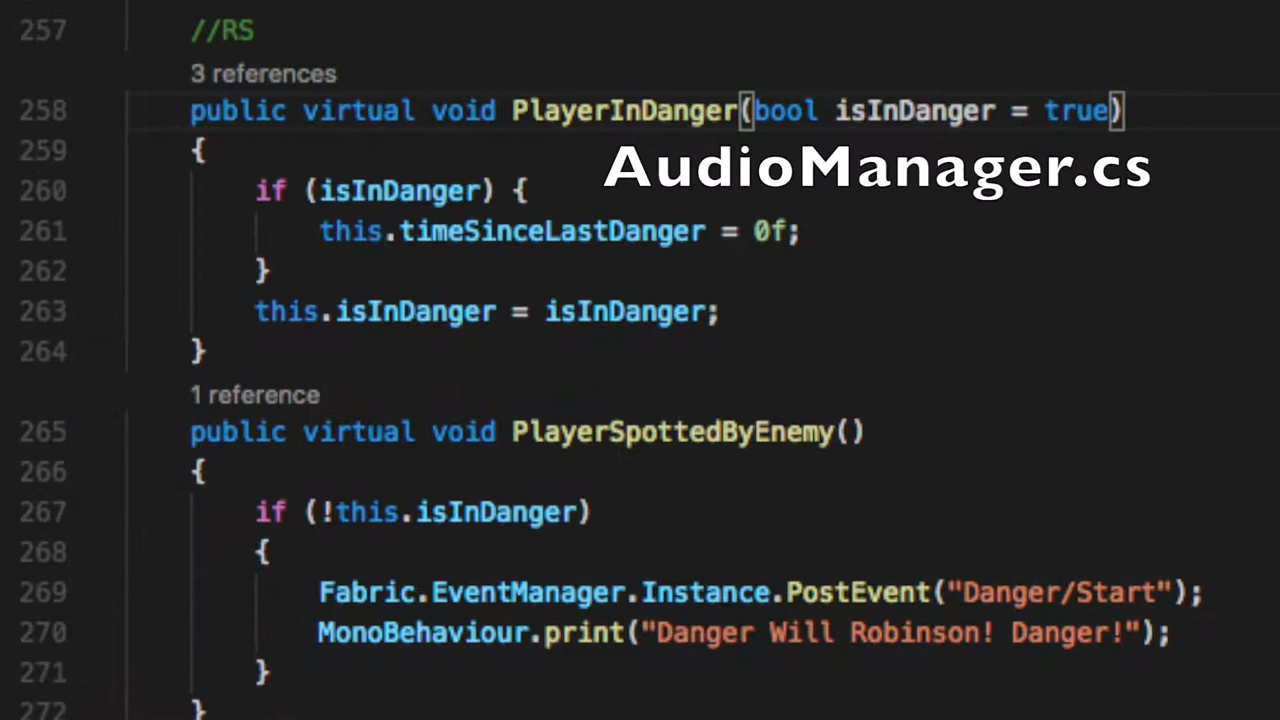 257 //RS
3 references
258 public virtual void PlayerInDanger(bool isInDanger = true)
259 {
AudioManager.cs
260 if (isInDanger) {
261 this.timeSinceLastDanger = 0f;
262 }
263 this.isInDanger = isInDanger;
264 }
1 reference
265 public virtual void PlayerSpottedByEnemy()
266 {
267 if (!this.isInDanger)
268 {
269 Fabric.EventManager.Instance.PostEvent("Danger/Start");
270 MonoBehaviour.print("Danger Will Robinson! Danger!");
271 }
272 }